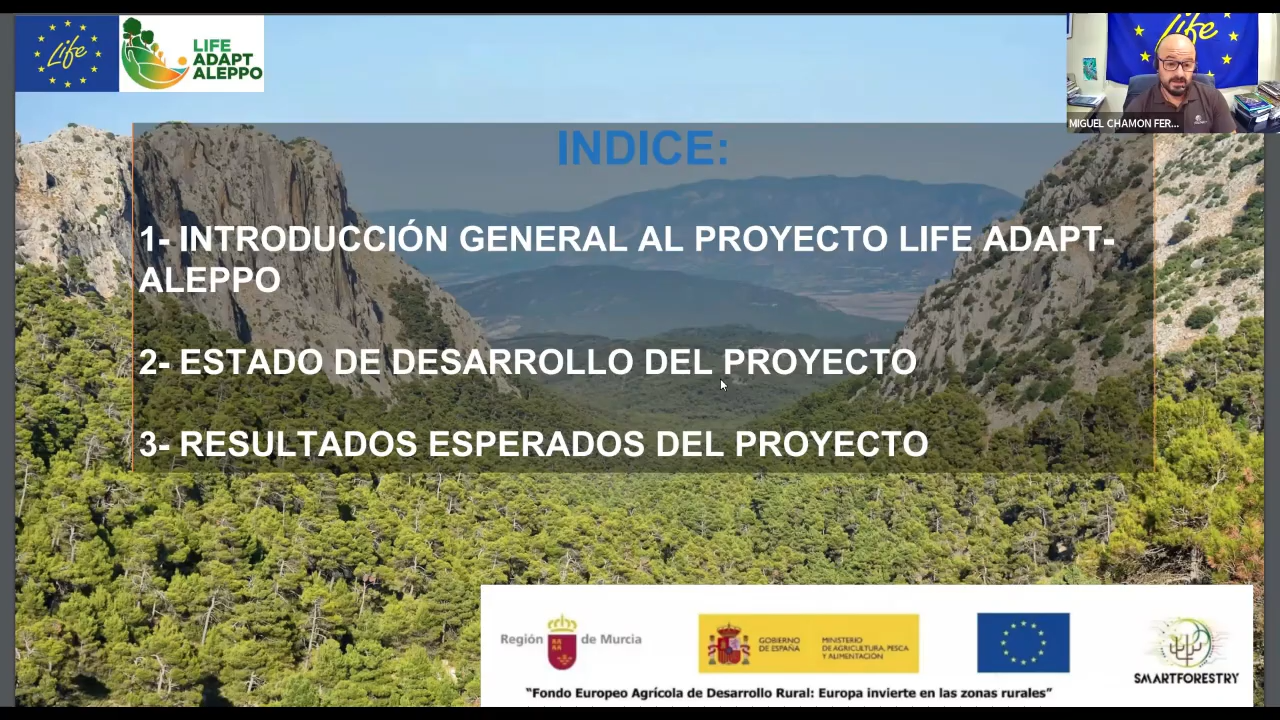 Life
LIFE
ADAPT
ALEPPO
Life
MIGUEL CHAMON FER...
INDICE:
1- INTRODUCCIÓN GENERAL AL PROYECTO LIFE ADAPT-
ALEPPO
2- ESTADO DE DESARROLLO DEL PROYECTO
3- RESULTADOS ESPERADOS DEL PROYECTO
Región de Murcia
GOBIERNO
DE ESPAÑA
MINISTERIO
DE AGRICULTURA, PESCA
Y ALIMENTACIÓN
SMARTFORESTRY
“Fondo Europeo Agrícola de Desarrollo Rural: Europa invierte en las zonas rurales”